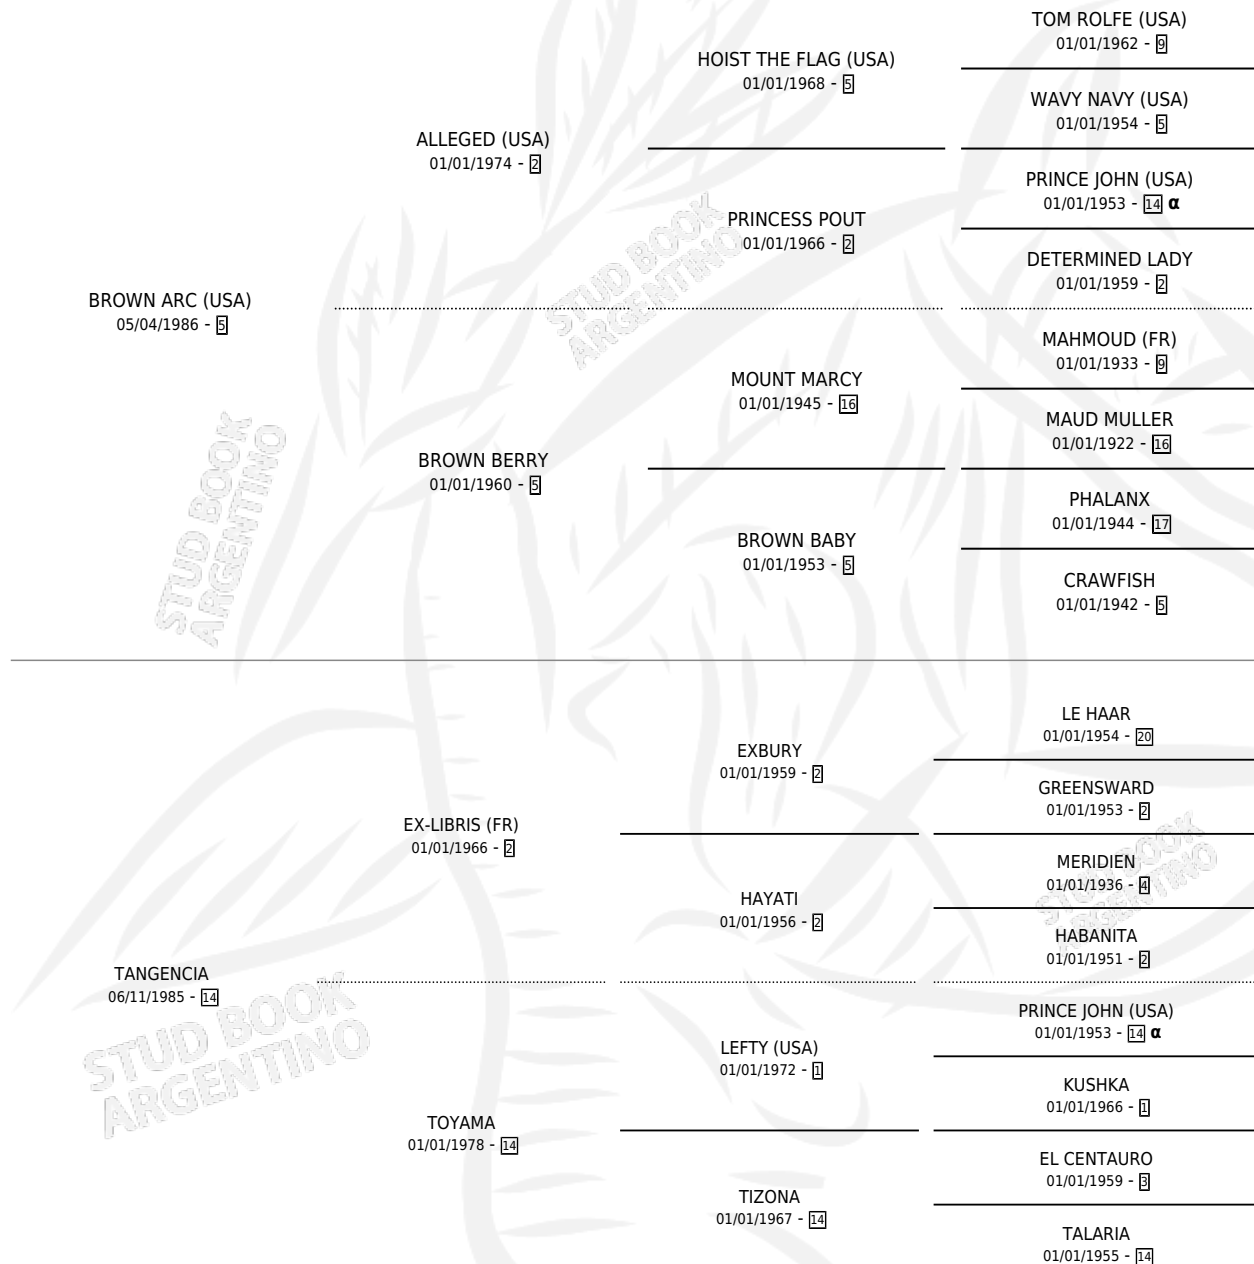 TOM ROLFE (USA)
01/01/1962 - 9
HOIST THE FLAG (USA)
01/01/1968 - 5
WAVY NAVY (USA)
01/01/1954 - 5
ALLEGED (USA)
01/01/1974 - 2
PRINCE JOHN (USA)
01/01/1953 - 14 α
PRINCESS POUT
01/01/1966 - 2
DETERMINED LADY
01/01/1959 - 2
BROWN ARC (USA)
05/04/1986 - 5
MAHMOUD (FR)
01/01/1933 - 9
MOUNT MARCY
01/01/1945 - 16
MAUD MULLER
01/01/1922 - 16
BROWN BERRY
01/01/1960 - 5
PHALANX
01/01/1944 - 17
BROWN BABY
01/01/1953 - 5
CRAWFISH
01/01/1942 - 5
LE HAAR
01/01/1954 - 20
EXBURY
01/01/1959 - 2
GREENSWARD
01/01/1953 - 2
EX-LIBRIS (FR)
01/01/1966 - 2
MERIDIEN
01/01/1936 - 4
HAYATI
01/01/1956 - 2
HABANITA
01/01/1951 - 2
TANGENCIA
06/11/1985 - 14
PRINCE JOHN (USA)
01/01/1953 - 14 α
LEFTY (USA)
01/01/1972 - 1
KUSHKA
01/01/1966 - 1
TOYAMA
01/01/1978 - 14
EL CENTAURO
01/01/1959 - 3
TIZONA
01/01/1967 - 14
TALARIA
01/01/1955 - 14
STUD BOOK
ARGENTINO
STUD BOOK
ARGENTINO
STUD BOOK
ARGENTINO
STUD BOOK
ARGENTINO